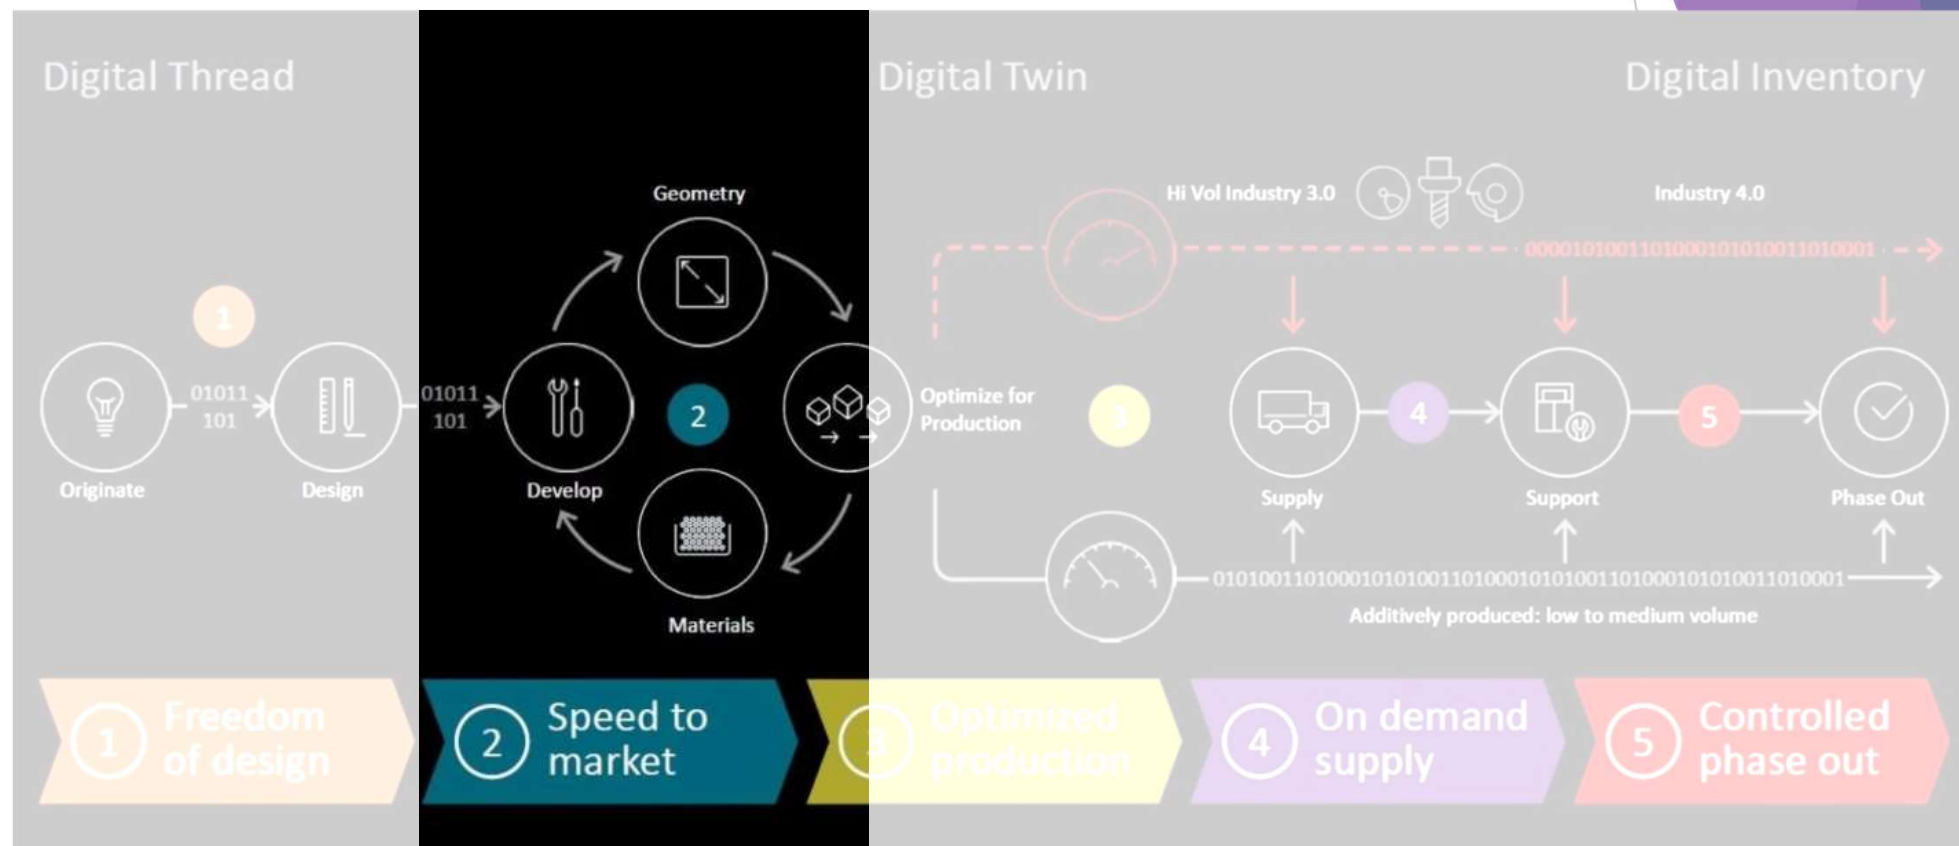 Digital Thread
Digital Twin
Digital Inventory
Geometry
Hi Vol Industry 3.0
Industry 4.0
0000101001101000101010011010001
1
01011
101
Originate
Design
01011
101
Develop
2
Materials
Optimize for
Production
3
4
5
Supply
Support
Phase Out
0101001101000101010011010001010100110100010101010011010001
Additively produced: low to medium volume
1
Freedom
of design
2
Speed to
market
3
Optimized
production
4
On demand
supply
5
Controlled
phase out